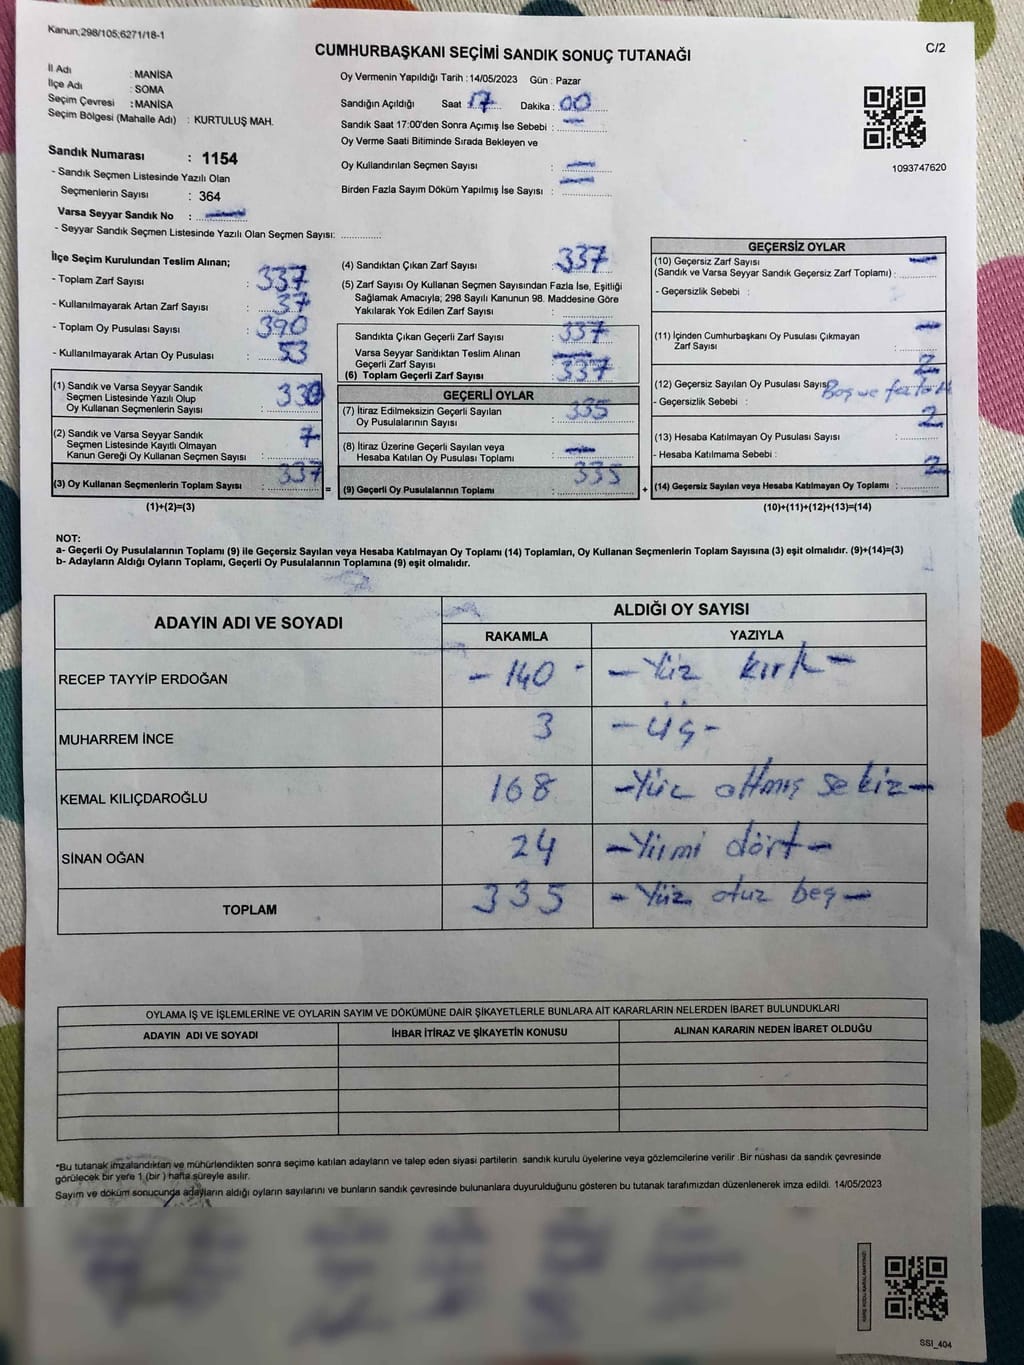 Kanun;298/105;6271/18-1
CUMHURBAŞKANI SEÇİMİ SANDIK SONUÇ TUTANAĞI
C/2
İl Adı : MANİSA
İlçe Adı : SOMA
Seçim Çevresi : MANİSA
Seçim Bölgesi (Mahalle Adı) : KURTULUŞ MAH.
Sandık Numarası : 1154
- Sandık Seçmen Listesinde Yazılı Olan
Seçmenlerin Sayısı : 364
Varsa Seyyar Sandık No :
- Seyyar Sandık Seçmen Listesinde Yazılı Olan Seçmen Sayısı:
Oy Vermenin Yapıldığı Tarih : 14/05/2023 Gün : Pazar
Sandığın Açıldığı Saat : 17 Dakika : 00
Sandık Saat 17:00'den Sonra Açımış İse Sebebi : —
Oy Verme Saati Bitiminde Sırada Bekleyen ve
Oy Kullandırılan Seçmen Sayısı : —
Birden Fazla Sayım Döküm Yapılmış İse Sayısı : —
1093747620
İlçe Seçim Kurulundan Teslim Alınan;
- Toplam Zarf Sayısı : 337
- Kullanılmayarak Artan Zarf Sayısı : 37
- Toplam Oy Pusulası Sayısı : 390
- Kullanılmayarak Artan Oy Pusulası : 53
(1) Sandık ve Varsa Seyyar Sandık
Seçmen Listesinde Yazılı Olup
Oy Kullanan Seçmenlerin Sayısı : 330
(2) Sandık ve Varsa Seyyar Sandık
Seçmen Listesinde Kayıtlı Olmayan
Kanun Gereği Oy Kullanan Seçmen Sayısı : 7
(3) Oy Kullanan Seçmenlerin Toplam Sayısı : 337
(1)+(2)=(3)
(4) Sandıktan Çıkan Zarf Sayısı : 337
(5) Zarf Sayısı Oy Kullanan Seçmen Sayısından Fazla İse, Eşitliği
Sağlamak Amacıyla; 298 Sayılı Kanunun 98. Maddesine Göre
Yakılarak Yok Edilen Zarf Sayısı :
Sandıkta Çıkan Geçerli Zarf Sayısı : 337
Varsa Seyyar Sandıktan Teslim Alınan
Geçerli Zarf Sayısı : —
(6) Toplam Geçerli Zarf Sayısı : 337
GEÇERLİ OYLAR
(7) İtiraz Edilmeksizin Geçerli Sayılan
Oy Pusulalarının Sayısı : 335
(8) İtiraz Üzerine Geçerli Sayılan veya
Hesaba Katılan Oy Pusulası Toplamı : —
= (9) Geçerli Oy Pusulalarının Toplamı : 335
GEÇERSİZ OYLAR
(10) Geçersiz Zarf Sayısı —
(Sandık ve Varsa Seyyar Sandık Geçersiz Zarf Toplamı) :
- Geçersizlik Sebebi :
(11) İçinden Cumhurbaşkanı Oy Pusulası Çıkmayan —
Zarf Sayısı :
(12) Geçersiz Sayılan Oy Pusulası Sayısı : 2
- Geçersizlik Sebebi : Boş ve fazla
(13) Hesaba Katılmayan Oy Pusulası Sayısı : 2
- Hesaba Katılmama Sebebi :
+ (14) Geçersiz Sayılan veya Hesaba Katılmayan Oy Toplamı : 2
(10)+(11)+(12)+(13)=(14)
NOT:
a- Geçerli Oy Pusulalarının Toplamı (9) ile Geçersiz Sayılan veya Hesaba Katılmayan Oy Toplamı (14) Toplamları, Oy Kullanan Seçmenlerin Toplam Sayısına (3) eşit olmalıdır. (9)+(14)=(3)
b- Adayların Aldığı Oyların Toplamı, Geçerli Oy Pusulalarının Toplamına (9) eşit olmalıdır.
ADAYIN ADI VE SOYADI
ALDIĞI OY SAYISI
RAKAMLA YAZIYLA
RECEP TAYYİP ERDOĞAN - 140 - - Yüz kırk -
MUHARREM İNCE 3 - üç -
KEMAL KILIÇDAROĞLU 168 - Yüz altmış sekiz -
SİNAN OĞAN 24 - Yirmi dört -
TOPLAM 335 - Yüz otuz beş -
OYLAMA İŞ VE İŞLEMLERİNE VE OYLARIN SAYIM VE DÖKÜMÜNE DAİR ŞİKAYETLERLE BUNLARA AİT KARARLARIN NELERDEN İBARET BULUNDUKLARI
ADAYIN ADI VE SOYADI İHBAR İTİRAZ VE ŞİKAYETİN KONUSU ALINAN KARARIN NEDEN İBARET OLDUĞU
*Bu tutanak imzalandıktan ve mühürlendikten sonra seçime katılan adayların ve talep eden siyasi partilerin sandık kurulu üyelerine veya gözlemcilerine verilir .Bir nüshası da sandık çevresinde
görülecek bir yere 1 (bir ) hafta süreyle asılır.
Sayım ve döküm sonucunda adayların aldığı oyların sayılarını ve bunların sandık çevresinde bulunanlara duyurulduğunu gösteren bu tutanak tarafımızdan düzenlenerek imza edildi. 14/05/2023
SSI_404